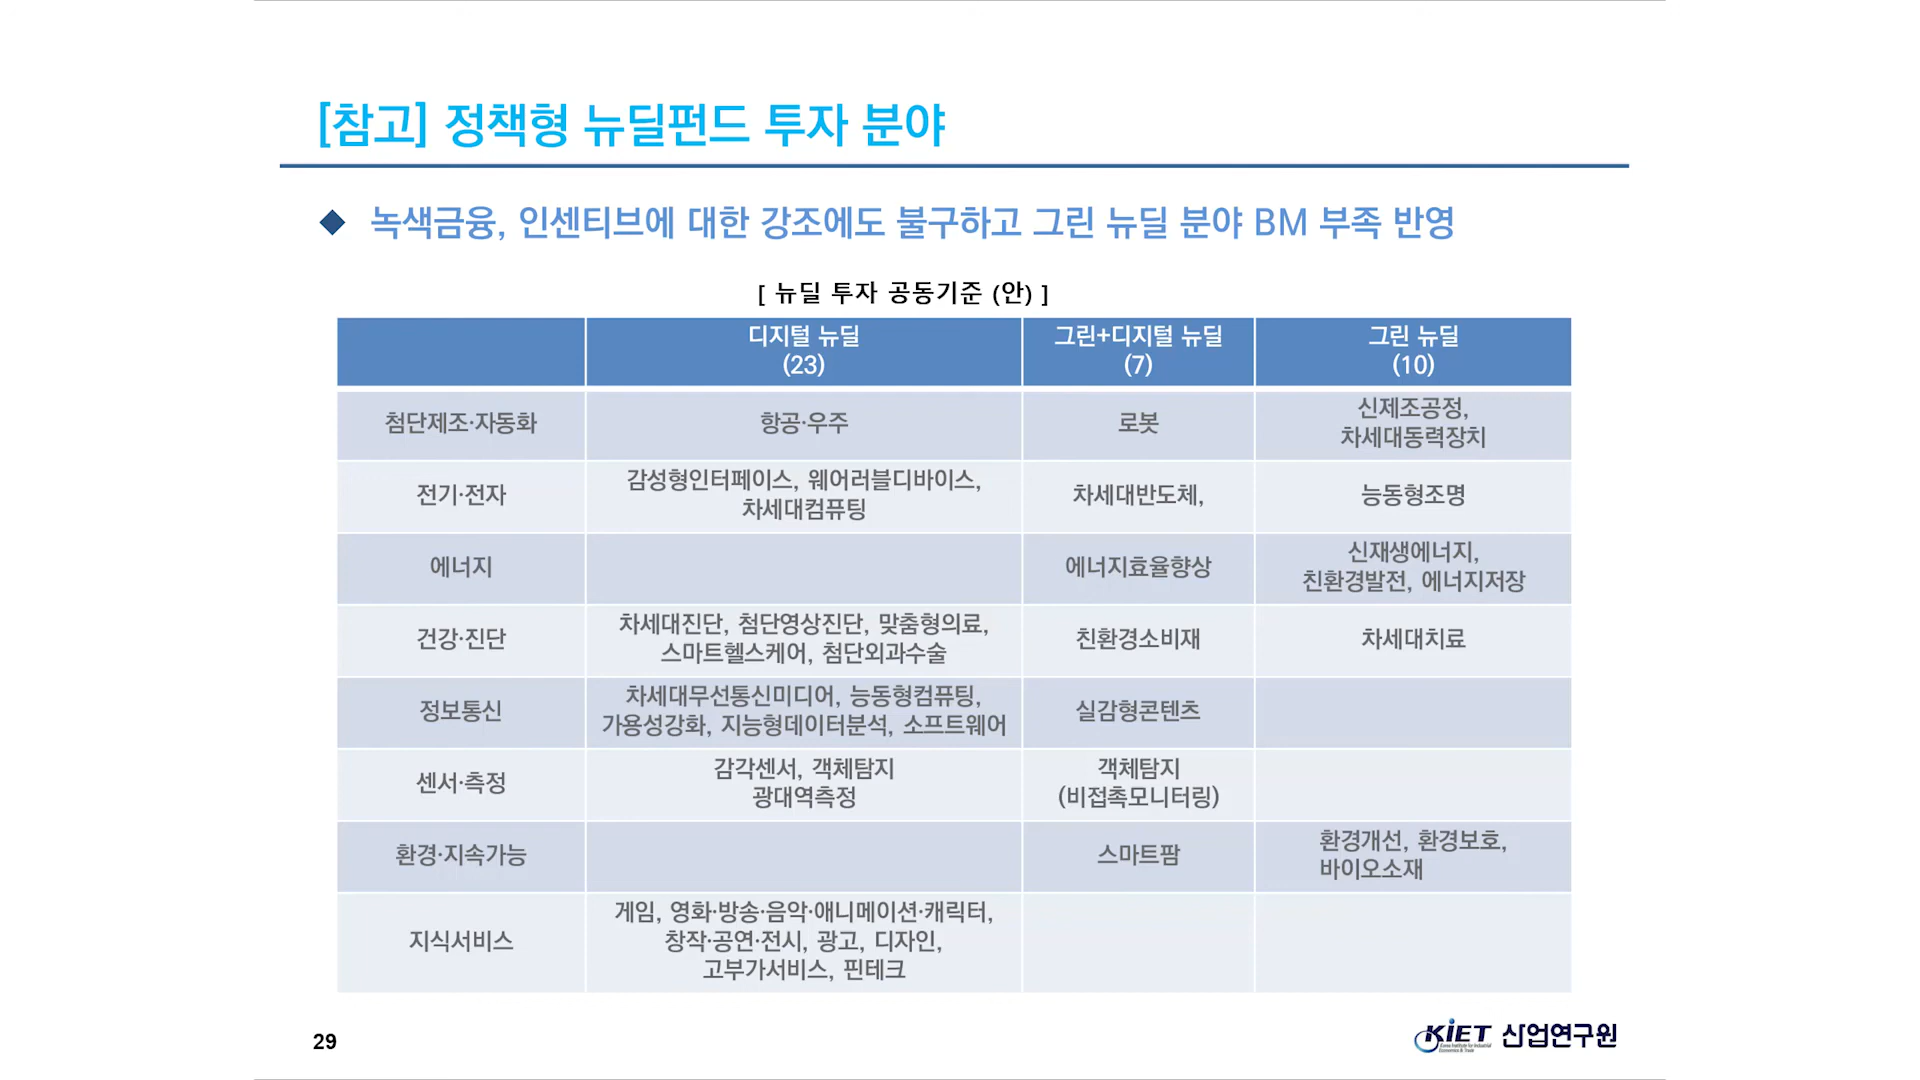 [참고] 정책형 뉴딜펀드 투자 분야
◆ 녹색금융, 인센티브에 대한 강조에도 불구하고 그린 뉴딜 분야 BM 부족 반영
[ 뉴딜 투자 공동기준 (안) ]
디지털 뉴딜
(23)
그린+디지털 뉴딜
(7)
그린 뉴딜
(10)
첨단제조·자동화
항공·우주
로봇
신제조공정,
차세대동력장치
전기·전자
감성형인터페이스, 웨어러블디바이스,
차세대컴퓨팅
차세대반도체,
능동형조명
에너지
에너지효율향상
신재생에너지,
친환경발전, 에너지저장
건강·진단
차세대진단, 첨단영상진단, 맞춤형의료,
스마트헬스케어, 첨단외과수술
친환경소비재
차세대치료
정보통신
차세대무선통신미디어, 능동형컴퓨팅,
가용성강화, 지능형데이터분석, 소프트웨어
실감형콘텐츠
센서·측정
감각센서, 객체탐지
광대역측정
객체탐지
(비접촉모니터링)
환경·지속가능
스마트팜
환경개선, 환경보호,
바이오소재
지식서비스
게임, 영화·방송·음악·애니메이션·캐릭터,
창작·공연·전시, 광고, 디자인,
고부가서비스, 핀테크
29
KIET 산업연구원